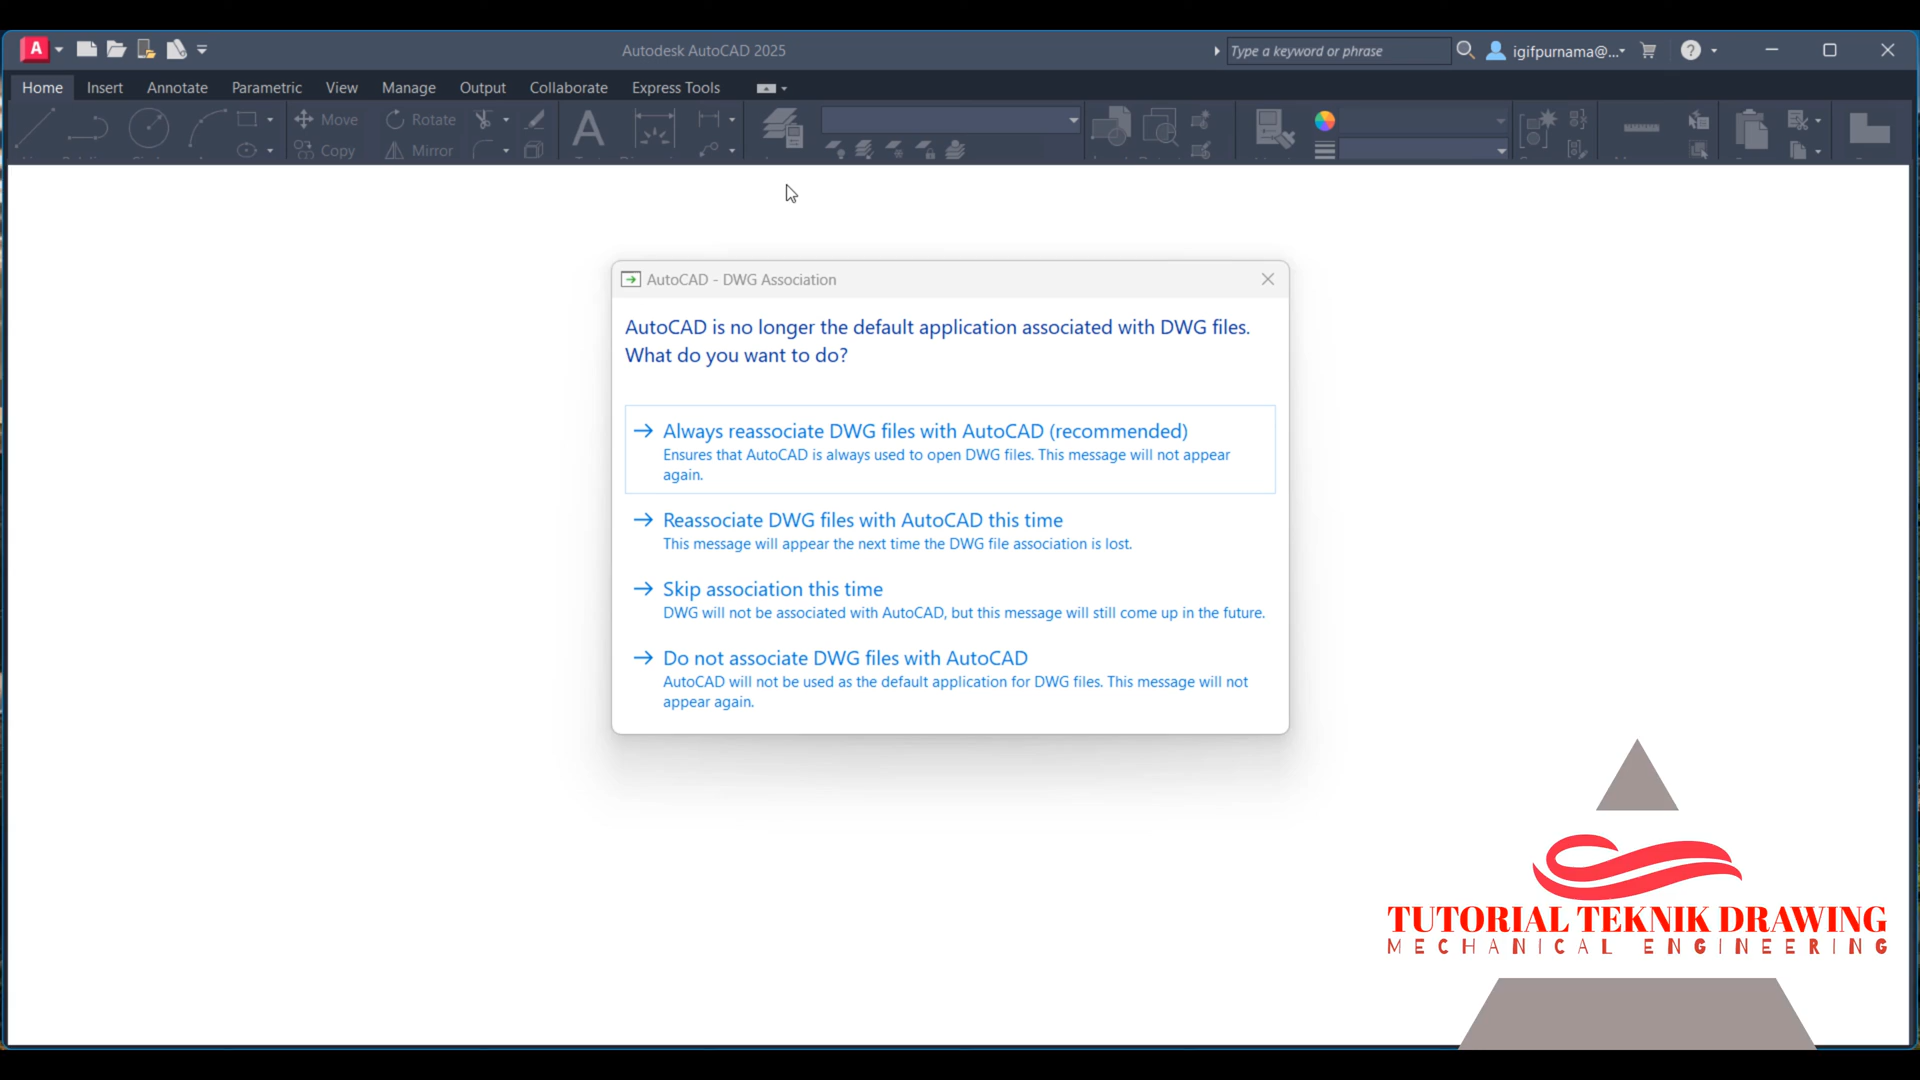 A
Autodesk AutoCAD 2025
Type a keyword or phrase
igifpurnama@...
?
Home Insert Annotate Parametric View Manage Output Collaborate Express Tools
Move Rotate
Copy Mirror
A
AutoCAD - DWG Association
AutoCAD is no longer the default application associated with DWG files.
What do you want to do?
Always reassociate DWG files with AutoCAD (recommended)
Ensures that AutoCAD is always used to open DWG files. This message will not appear
again.
Reassociate DWG files with AutoCAD this time
This message will appear the next time the DWG file association is lost.
Skip association this time
DWG will not be associated with AutoCAD, but this message will still come up in the future.
Do not associate DWG files with AutoCAD
AutoCAD will not be used as the default application for DWG files. This message will not
appear again.
TUTORIAL TEKNIK DRAWING
MECHANICAL ENGINEERING